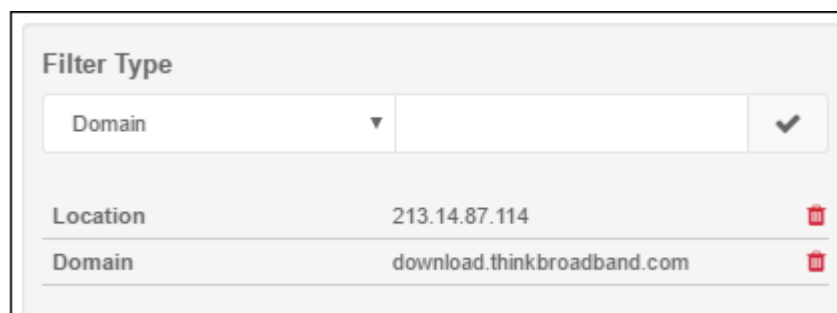 Filter Type
Domain
Location 213.14.87.114
Domain download.thinkbroadband.com